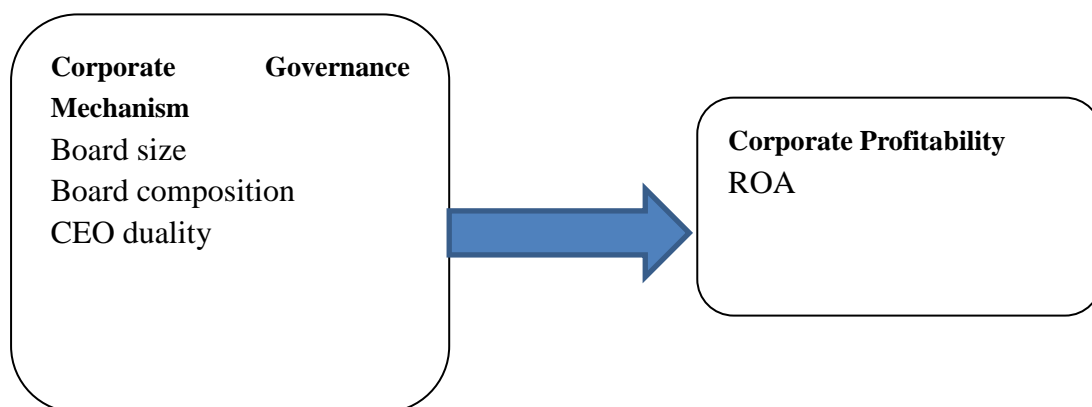 Corporate Governance
Mechanism
Board size
Board composition
CEO duality
Corporate Profitability
ROA